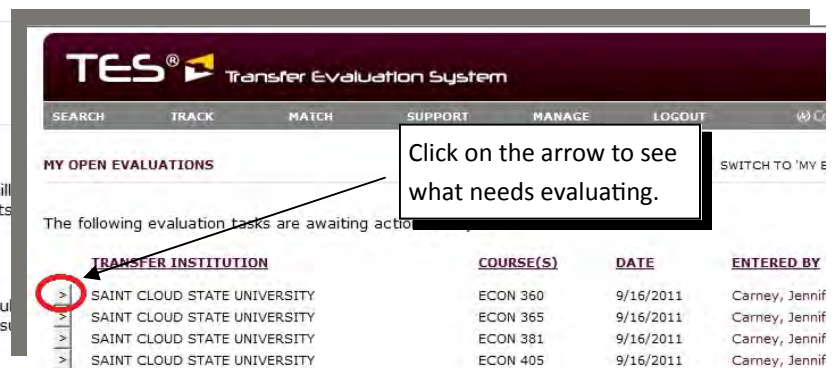 TES® Transfer Evaluation System
SEARCH TRACK MATCH SUPPORT MANAGE LOGOUT
MY OPEN EVALUATIONS SWITCH TO 'MY
Click on the arrow to see
what needs evaluating.
The following evaluation tasks are awaiting
TRANSFER INSTITUTION COURSE(S) DATE ENTERED BY
> SAINT CLOUD STATE UNIVERSITY ECON 360 9/16/2011 Carney, Jennif
> SAINT CLOUD STATE UNIVERSITY ECON 365 9/16/2011 Carney, Jennif
> SAINT CLOUD STATE UNIVERSITY ECON 381 9/16/2011 Carney, Jennif
> SAINT CLOUD STATE UNIVERSITY ECON 405 9/16/2011 Carney, Jennif